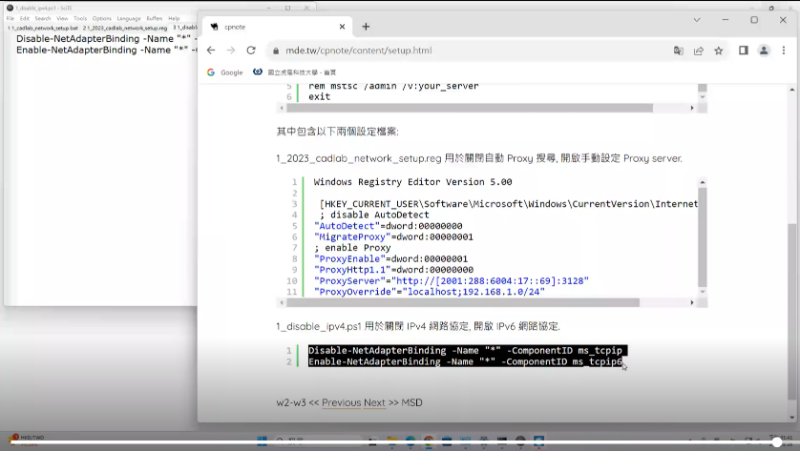 1_disable_ipv4.ps1 - SciTE
File Edit Search View Tools Options Language Buffers Help
1 1_cadlab_network_setup.bat 2 1_2023_cadlab_network_setup.reg
Disable-NetAdapterBinding -Name "*" -
Enable-NetAdapterBinding -Name "*" -
cpnote
mde.tw/cpnote/content/setup.html
Google 國立虎尾科技大學 - 首頁
5 rem mstsc /admin /v:your_server
6 exit
其中包含以下兩個設定檔案:
1_2023_cadlab_network_setup.reg 用於關閉自動 Proxy 搜尋, 開啟手動設定 Proxy server.
1 Windows Registry Editor Version 5.00
2
3 [HKEY_CURRENT_USER\Software\Microsoft\Windows\CurrentVersion\Internet
4 ; disable AutoDetect
5 "AutoDetect"=dword:00000000
6 "MigrateProxy"=dword:00000001
7 ; enable Proxy
8 "ProxyEnable"=dword:00000001
9 "ProxyHttp1.1"=dword:00000000
10 "ProxyServer"="http://[2001:288:6004:17::69]:3128"
11 "ProxyOverride"="localhost;192.168.1.0/24"
1_disable_ipv4.ps1 用於關閉 IPv4 網路協定, 開啟 IPv6 網路協定.
1 Disable-NetAdapterBinding -Name "*" -ComponentID ms_tcpip
2 Enable-NetAdapterBinding -Name "*" -ComponentID ms_tcpip6
w2-w3 << Previous Next >> MSD